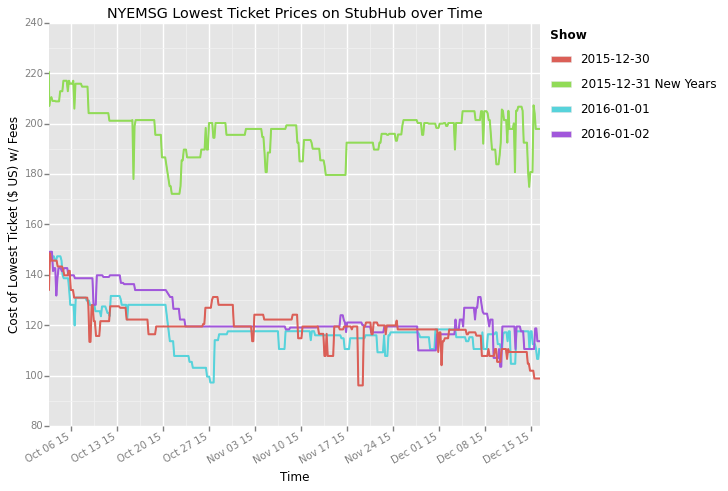 NYEMSG Lowest Ticket Prices on StubHub over Time
Cost of Lowest Ticket ($ US) w/ Fees
240
220
200
180
160
140
120
100
80
Oct 06 15
Oct 13 15
Oct 20 15
Oct 27 15
Nov 03 15
Nov 10 15
Nov 17 15
Nov 24 15
Dec 01 15
Dec 08 15
Dec 15 15
Time
Show
2015-12-30
2015-12-31 New Years
2016-01-01
2016-01-02